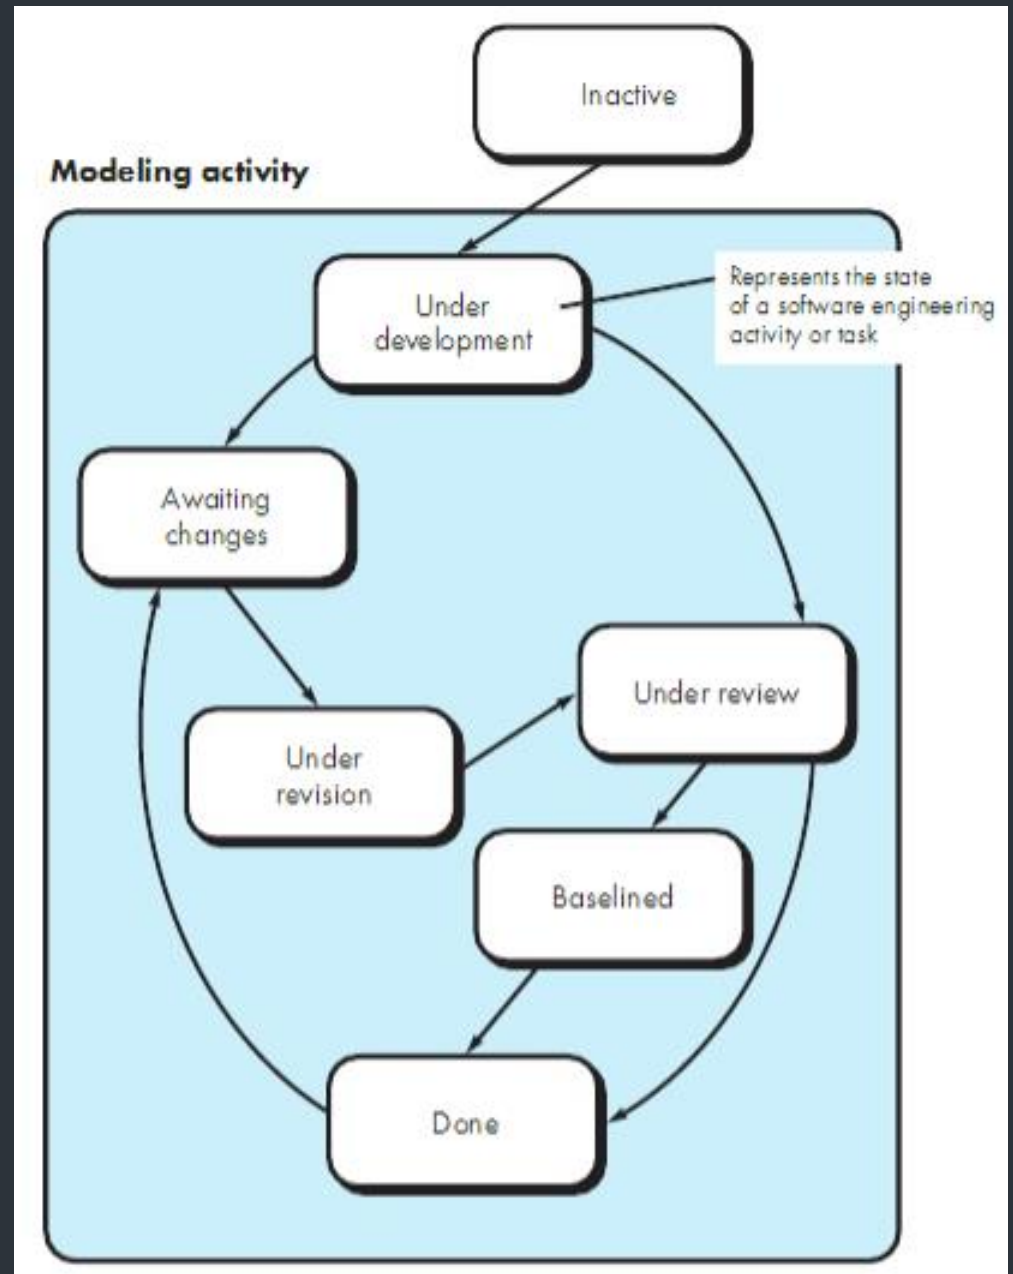 Inactive
Modeling activity
Under
development
Represents the state
of a software engineering
activity or task
Awaiting
changes
Under review
Under
revision
Baselined
Done